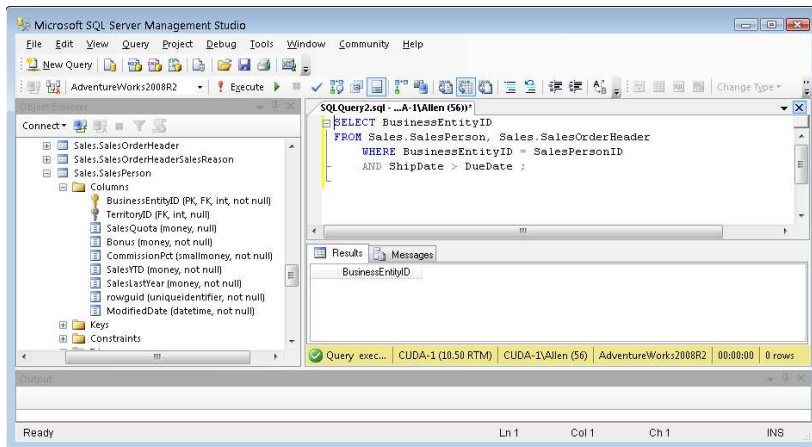 Microsoft SQL Server Management Studio
File Edit View Query Project Debug Tools Window Community Help
New Query
AdventureWorks2008R2 Execute Change Type
Object Explorer
Connect
Sales.SalesOrderHeader
Sales.SalesOrderHeaderSalesReason
Sales.SalesPerson
Columns
BusinessEntityID (PK, FK, int, not null)
TerritoryID (FK, int, null)
SalesQuota (money, null)
Bonus (money, not null)
CommissionPct (smallmoney, not null)
SalesYTD (money, not null)
SalesLastYear (money, not null)
rowguid (uniqueidentifier, not null)
ModifiedDate (datetime, not null)
Keys
Constraints
SQLQuery2.sql - ...A-1\Allen (56))*
SELECT BusinessEntityID
FROM Sales.SalesPerson, Sales.SalesOrderHeader
WHERE BusinessEntityID = SalesPersonID
AND ShipDate > DueDate ;
Results Messages
BusinessEntityID
Query exec... CUDA-1 (10.50 RTM) CUDA-1\Allen (56) AdventureWorks2008R2 00:00:00 0 rows
Output
Ready Ln 1 Col 1 Ch 1 INS